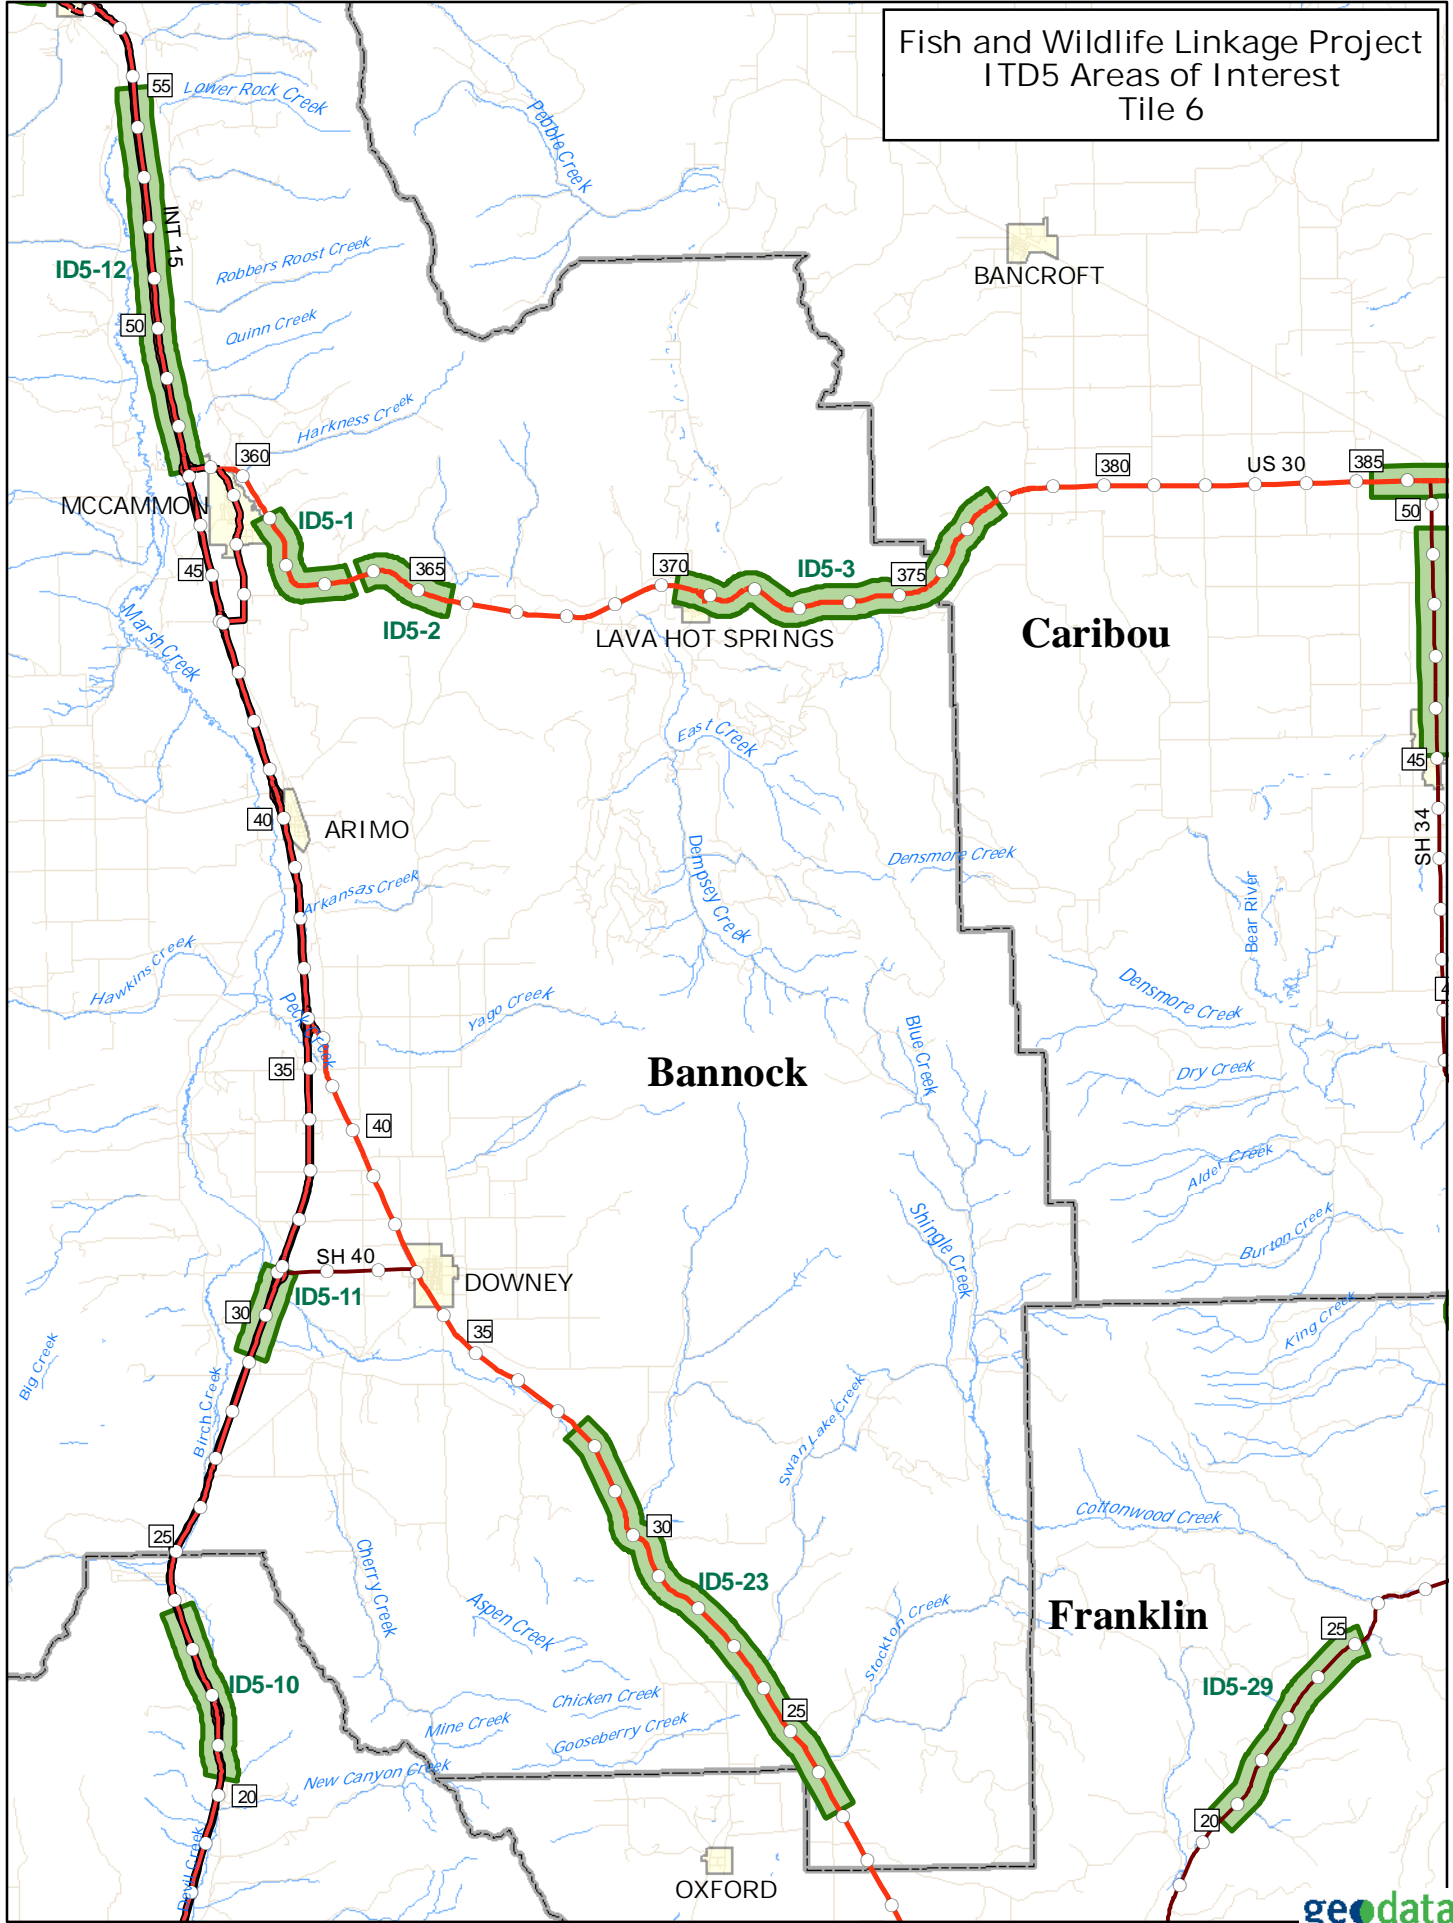 Fish and Wildlife Linkage Project
ITD5 Areas of Interest
Tile 6
55
Lower Rock Creek
Pebble Creek
INT 15
Robbers Roost Creek
ID5-12
BANCROFT
50
Quinn Creek
Harkness Creek
360
380
US 30
385
MCCAMMON
ID5-1
50
45
365
370
ID5-3
375
ID5-2
LAVA HOT SPRINGS
Caribou
Marsh Creek
East Creek
45
40
ARIMO
SH 34
Dempsey Creek
Densmore Creek
Arkansas Creek
Bear River
Hawkins Creek
Peck Creek
Yago Creek
Densmore Creek
4
Blue Creek
35
Bannock
Dry Creek
40
Alder Creek
Shingle Creek
Burton Creek
SH 40
DOWNEY
ID5-11
30
35
King Creek
Big Creek
Birch Creek
Swan Lake Creek
Cottonwood Creek
25
30
Cherry Creek
ID5-23
Aspen Creek
Stockton Creek
Franklin
25
ID5-10
ID5-29
Chicken Creek
25
Mine Creek
Gooseberry Creek
New Canyon Creek
20
20
Devil Creek
OXFORD
geodata